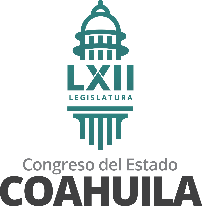 LXII
LEGISLATURA
Congreso del Estado
COAHUILA